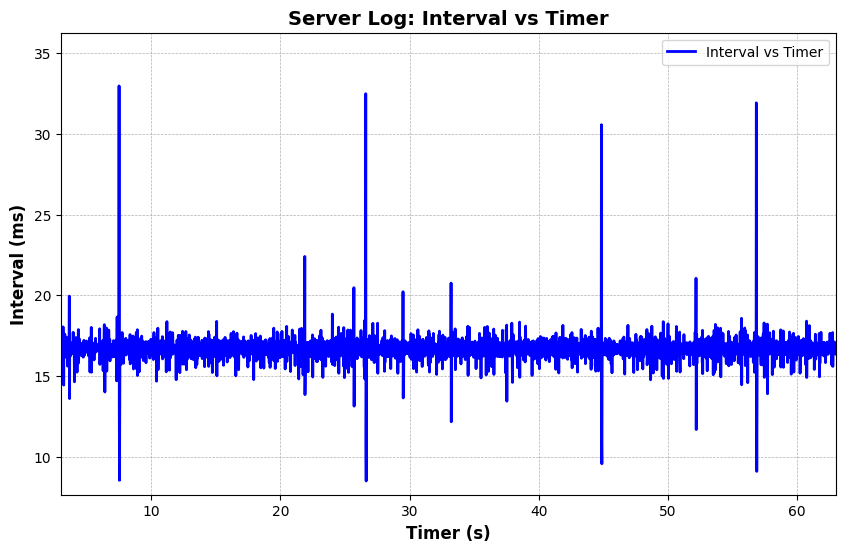 Server Log: Interval vs Timer
Interval vs Timer
35
30
25
20
15
10
Interval (ms)
10 20 30 40 50 60
Timer (s)